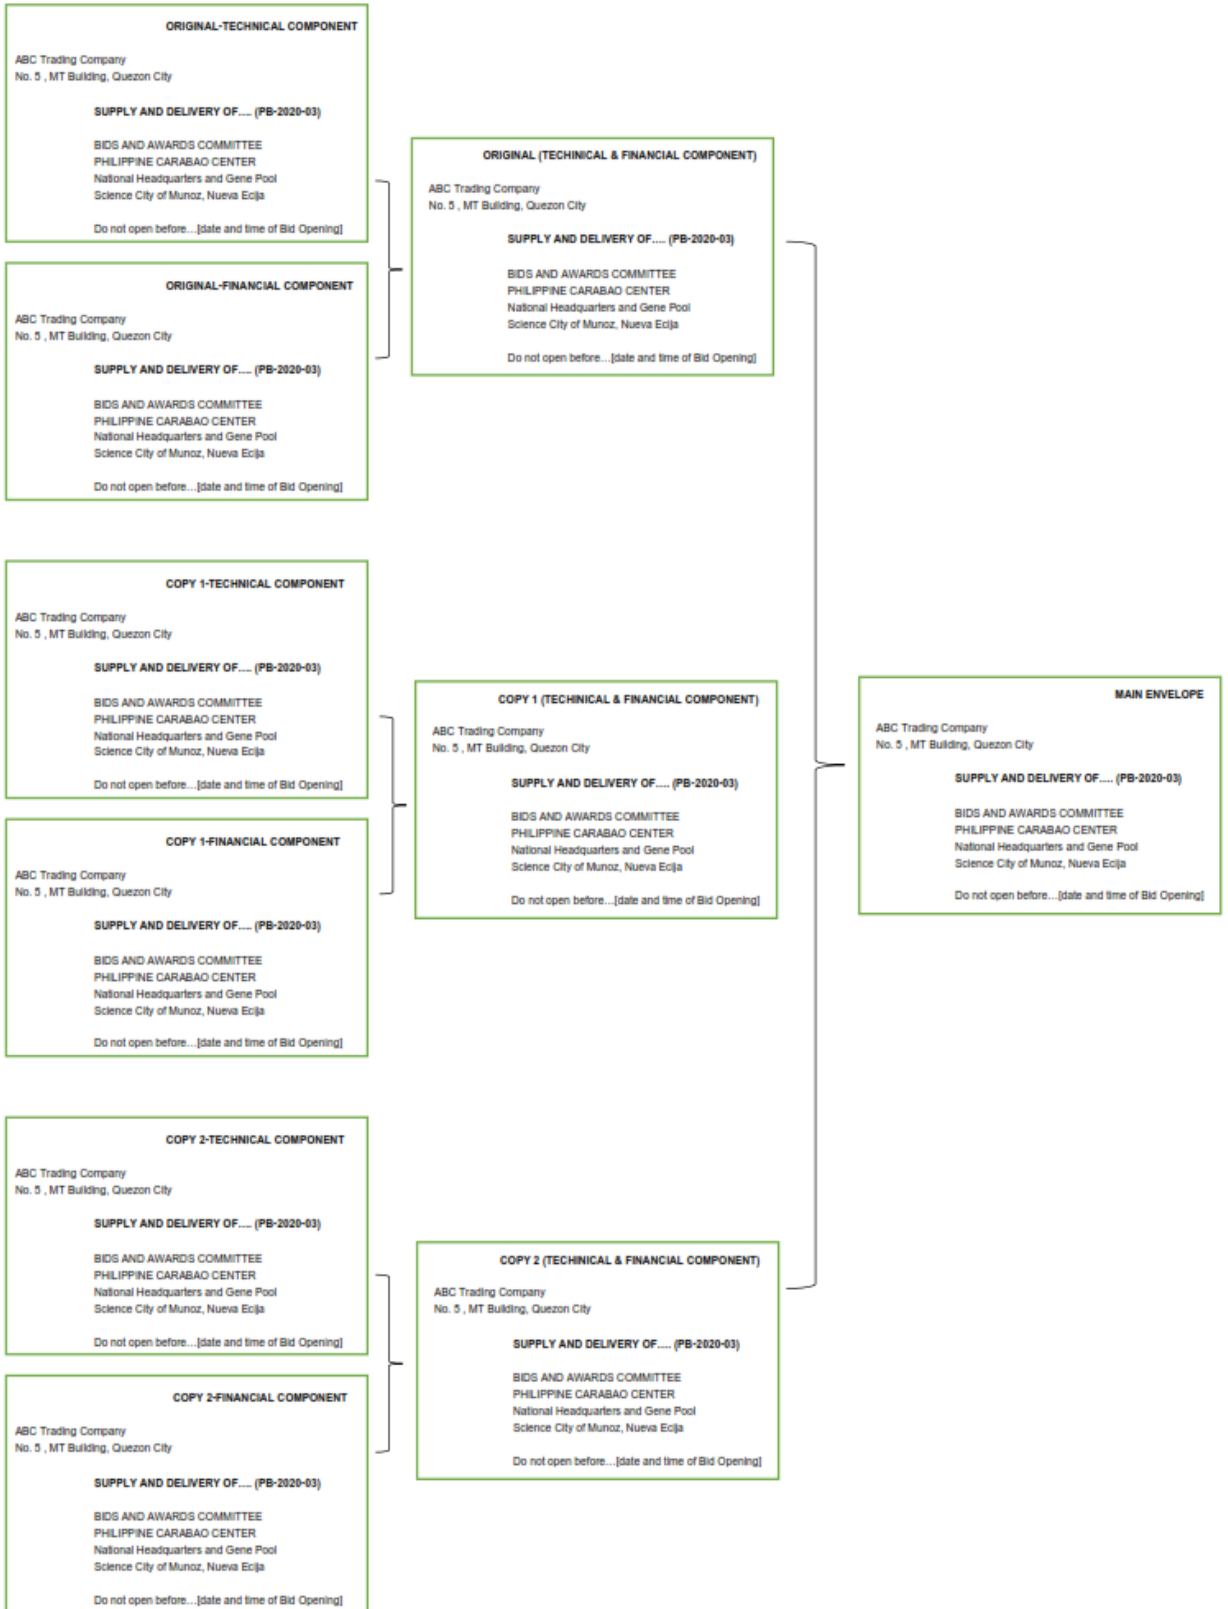 ORIGINAL-TECHNICAL COMPONENT
ABC Trading Company
No. 5 , MT Building, Quezon City
SUPPLY AND DELIVERY OF.... (PB-2020-03)
BIDS AND AWARDS COMMITTEE
PHILIPPINE CARABAO CENTER
National Headquarters and Gene Pool
Science City of Munoz, Nueva Ecija
Do not open before...[date and time of Bid Opening]
ORIGINAL-FINANCIAL COMPONENT
ABC Trading Company
No. 5 , MT Building, Quezon City
SUPPLY AND DELIVERY OF.... (PB-2020-03)
BIDS AND AWARDS COMMITTEE
PHILIPPINE CARABAO CENTER
National Headquarters and Gene Pool
Science City of Munoz, Nueva Ecija
Do not open before...[date and time of Bid Opening]
ORIGINAL (TECHINICAL & FINANCIAL COMPONENT)
ABC Trading Company
No. 5 , MT Building, Quezon City
SUPPLY AND DELIVERY OF.... (PB-2020-03)
BIDS AND AWARDS COMMITTEE
PHILIPPINE CARABAO CENTER
National Headquarters and Gene Pool
Science City of Munoz, Nueva Ecija
Do not open before...[date and time of Bid Opening]
COPY 1-TECHNICAL COMPONENT
ABC Trading Company
No. 5 , MT Building, Quezon City
SUPPLY AND DELIVERY OF.... (PB-2020-03)
BIDS AND AWARDS COMMITTEE
PHILIPPINE CARABAO CENTER
National Headquarters and Gene Pool
Science City of Munoz, Nueva Ecija
Do not open before...[date and time of Bid Opening]
COPY 1-FINANCIAL COMPONENT
ABC Trading Company
No. 5 , MT Building, Quezon City
SUPPLY AND DELIVERY OF.... (PB-2020-03)
BIDS AND AWARDS COMMITTEE
PHILIPPINE CARABAO CENTER
National Headquarters and Gene Pool
Science City of Munoz, Nueva Ecija
Do not open before...[date and time of Bid Opening]
COPY 1 (TECHINICAL & FINANCIAL COMPONENT)
ABC Trading Company
No. 5 , MT Building, Quezon City
SUPPLY AND DELIVERY OF.... (PB-2020-03)
BIDS AND AWARDS COMMITTEE
PHILIPPINE CARABAO CENTER
National Headquarters and Gene Pool
Science City of Munoz, Nueva Ecija
Do not open before...[date and time of Bid Opening]
COPY 2-TECHNICAL COMPONENT
ABC Trading Company
No. 5 , MT Building, Quezon City
SUPPLY AND DELIVERY OF.... (PB-2020-03)
BIDS AND AWARDS COMMITTEE
PHILIPPINE CARABAO CENTER
National Headquarters and Gene Pool
Science City of Munoz, Nueva Ecija
Do not open before...[date and time of Bid Opening]
COPY 2-FINANCIAL COMPONENT
ABC Trading Company
No. 5 , MT Building, Quezon City
SUPPLY AND DELIVERY OF.... (PB-2020-03)
BIDS AND AWARDS COMMITTEE
PHILIPPINE CARABAO CENTER
National Headquarters and Gene Pool
Science City of Munoz, Nueva Ecija
Do not open before...[date and time of Bid Opening]
COPY 2 (TECHINICAL & FINANCIAL COMPONENT)
ABC Trading Company
No. 5 , MT Building, Quezon City
SUPPLY AND DELIVERY OF.... (PB-2020-03)
BIDS AND AWARDS COMMITTEE
PHILIPPINE CARABAO CENTER
National Headquarters and Gene Pool
Science City of Munoz, Nueva Ecija
Do not open before...[date and time of Bid Opening]
MAIN ENVELOPE
ABC Trading Company
No. 5 , MT Building, Quezon City
SUPPLY AND DELIVERY OF.... (PB-2020-03)
BIDS AND AWARDS COMMITTEE
PHILIPPINE CARABAO CENTER
National Headquarters and Gene Pool
Science City of Munoz, Nueva Ecija
Do not open before...[date and time of Bid Opening]